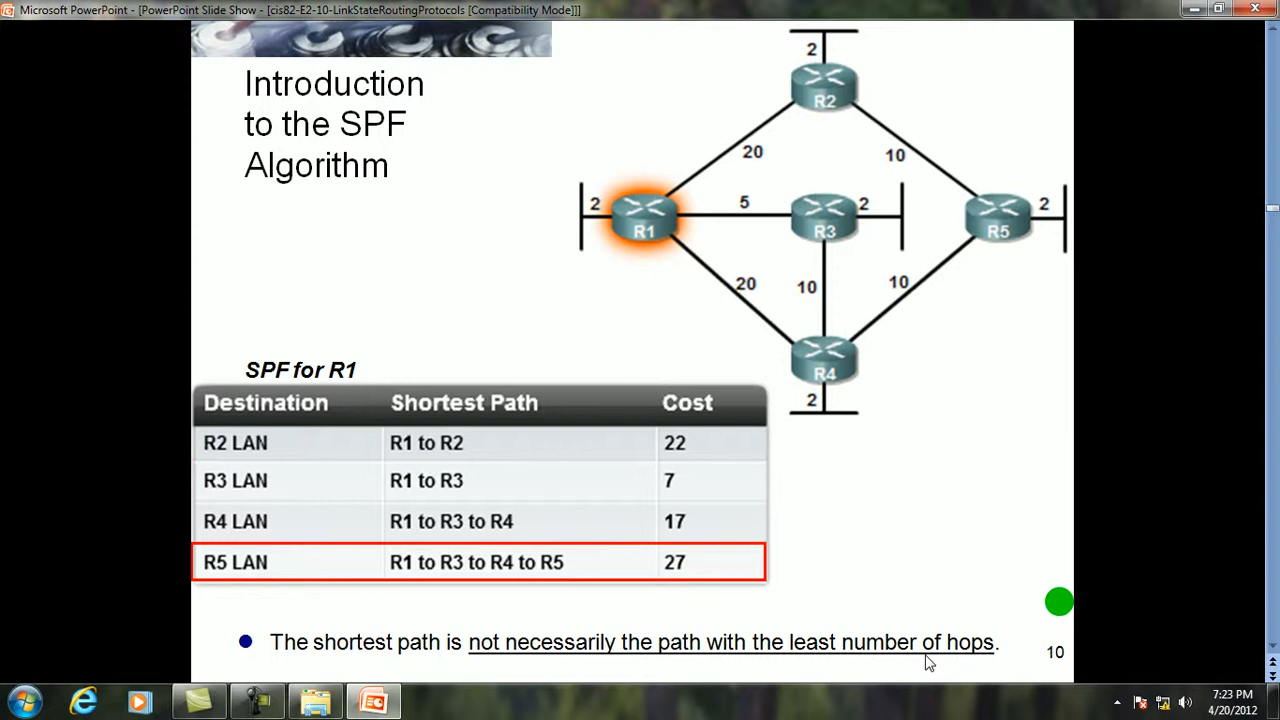 Microsoft PowerPoint - [PowerPoint Slide Show - [cis82-E2-10-LinkStateRoutingProtocols [Compatibility Mode]]]
Introduction
to the SPF
Algorithm
2
R2
20
10
2
R1
5
R3
2
R5
2
20
10
10
R4
2
SPF for R1
Destination Shortest Path Cost
R2 LAN R1 to R2 22
R3 LAN R1 to R3 7
R4 LAN R1 to R3 to R4 17
R5 LAN R1 to R3 to R4 to R5 27
The shortest path is not necessarily the path with the least number of hops.
10
7:23 PM
4/20/2012